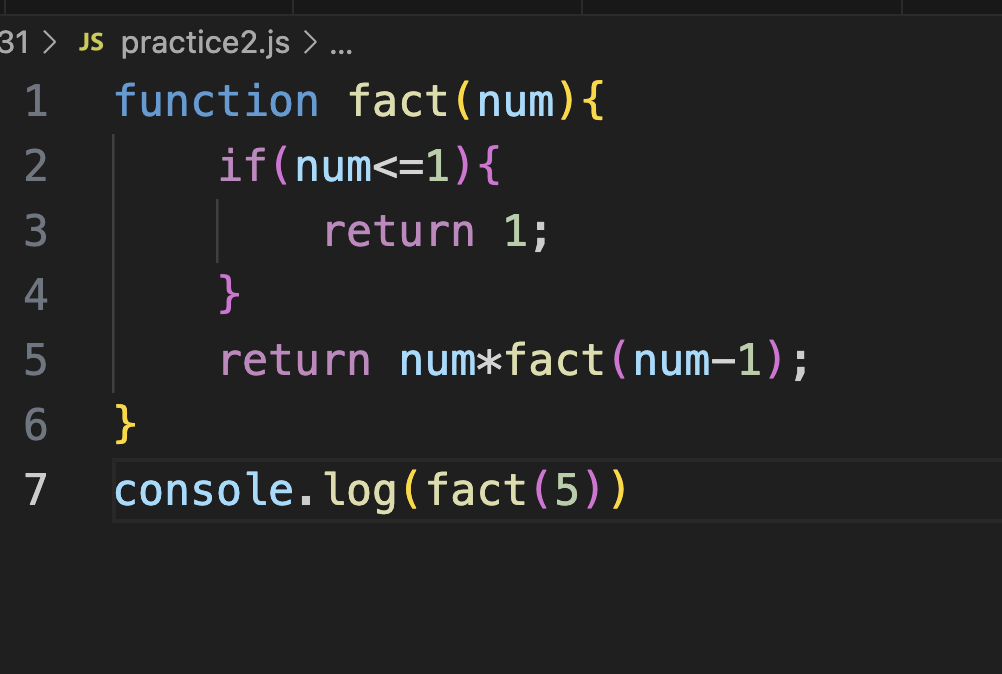 31 > JS practice2.js > ...
1 function fact(num){
2 if(num<=1){
3 return 1;
4 }
5 return num*fact(num-1);
6 }
7 console.log(fact(5))